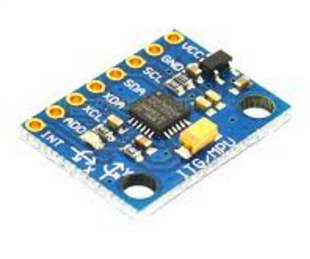 VCC
GND
SCL
SDA
XDA
XCL
ADO
INT
ITG/MPU